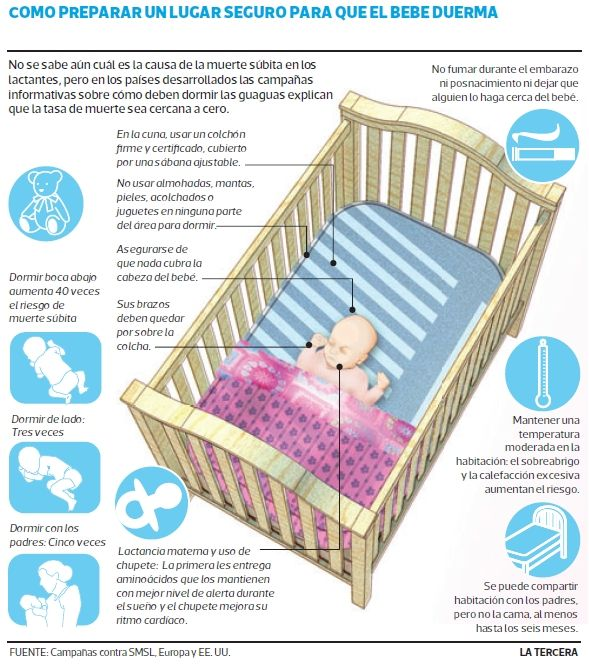 COMO PREPARAR UN LUGAR SEGURO PARA QUE EL BEBE DUERMA
No se sabe aún cuál es la causa de la muerte súbita en los
lactantes, pero en los países desarrollados las campañas
informativas sobre cómo deben dormir las guaguas explican
que la tasa de muerte sea cercana a cero.
No fumar durante el embarazo
ni posnacimiento ni dejar que
alguien lo haga cerca del bebé.
En la cuna, usar un colchón
firme y certificado, cubierto
por una sábana ajustable.
No usar almohadas, mantas,
pieles, acolchados o
juguetes en ninguna parte
del área para dormir.
Asegurarse de
que nada cubra la
cabeza del bebé.
Sus brazos
deben quedar
por sobre la
colcha.
Dormir boca abajo
aumenta 40 veces
el riesgo de
muerte súbita
Dormir de lado:
Tres veces
Dormir con los
padres: Cinco veces
Lactancia materna y uso de
chupete: La primera les entrega
aminoácidos que los mantienen
con mejor nivel de alerta durante
el sueño y el chupete mejora su
ritmo cardíaco.
Mantener una
temperatura
moderada en la
habitación: el sobreabrigo
y la calefacción excesiva
aumentan el riesgo.
Se puede compartir
habitación con los padres,
pero no la cama, al menos
hasta los seis meses.
FUENTE: Campañas contra SMSL, Europa y EE. UU.
LA TERCERA